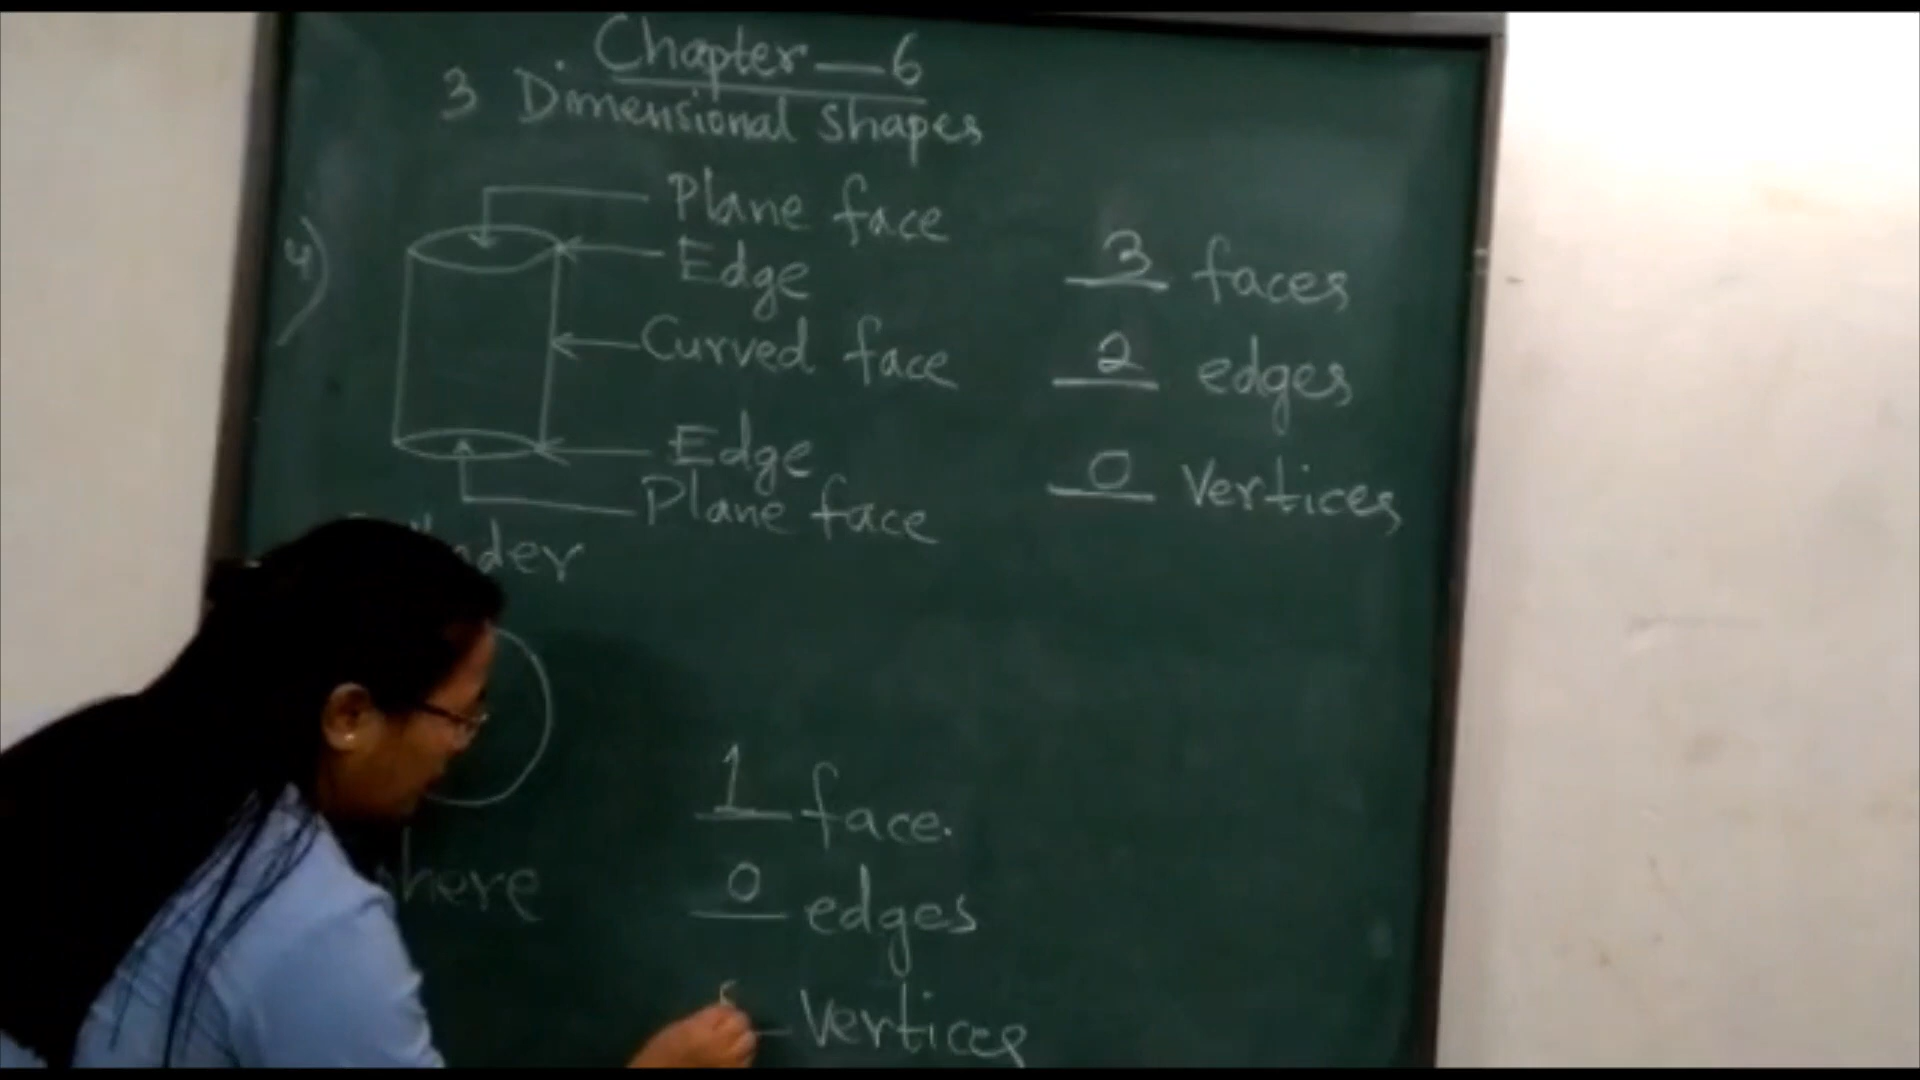 Chapter — 6
3 Dimensional shapes
4)
Plane face
Edge
Curved face
Edge
Plane face
3 faces
2 edges
0 Vertices
1 face.
0 edges
Vertices